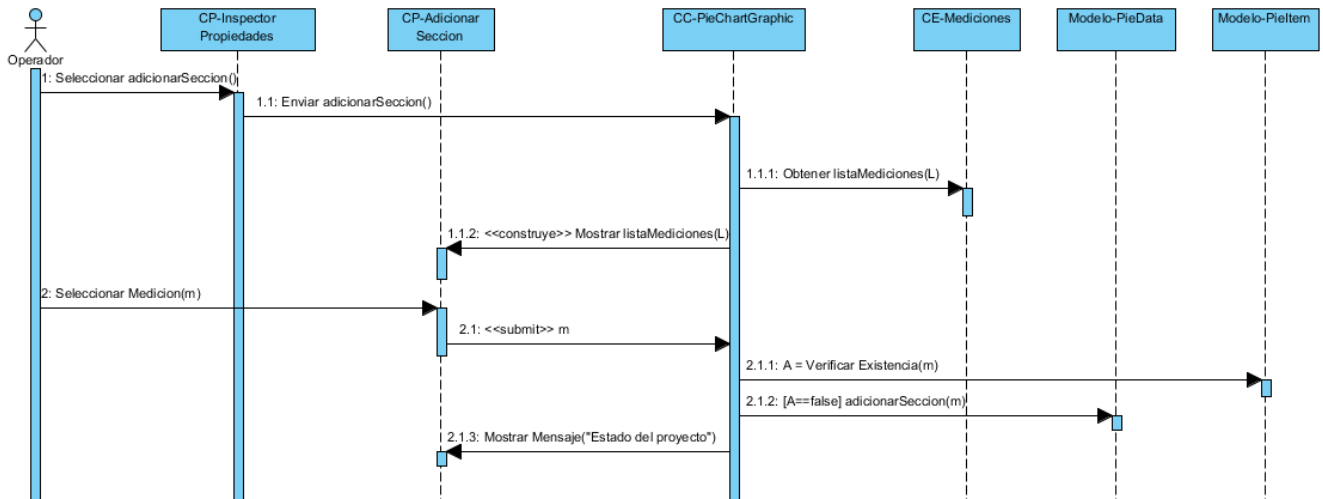 CP-Inspector
Propiedades
CP-Adicionar
Seccion
CC-PieChartGraphic
CE-Mediciones
Modelo-PieData
Modelo-PieItem
Operador
1: Seleccionar adicionarSeccion()
1.1: Enviar adicionarSeccion()
1.1.1: Obtener listaMediciones(L)
1.1.2: <<construye>> Mostrar listaMediciones(L)
2: Seleccionar Medicion(m)
2.1: <<submit>> m
2.1.1: A = Verificar Existencia(m)
2.1.2: [A==false] adicionarSeccion(m)
2.1.3: Mostrar Mensaje("Estado del proyecto")